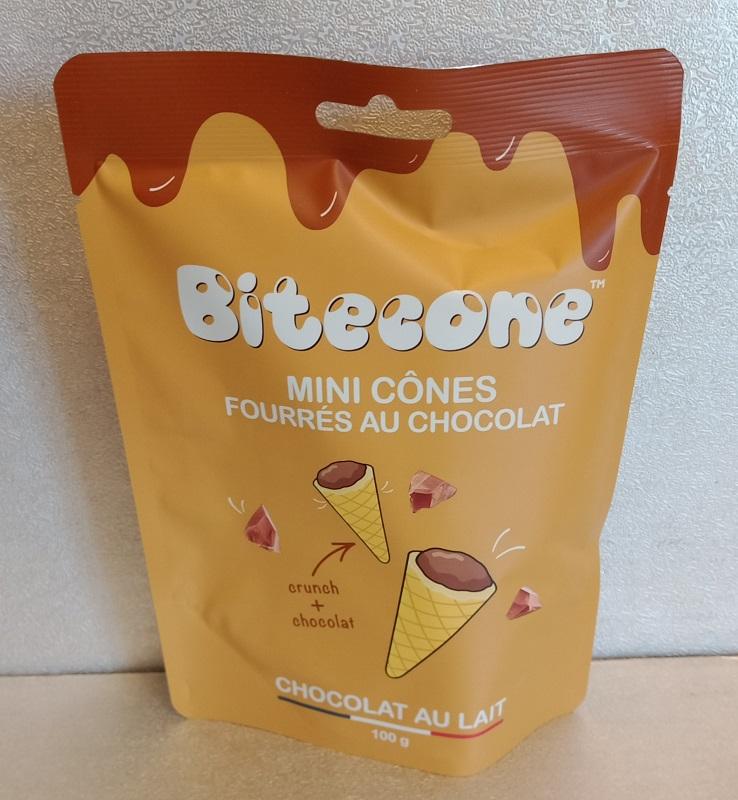 Bitecone™
MINI CÔNES
FOURRÉS AU CHOCOLAT
crunch
+
chocolat
CHOCOLAT AU LAIT
100 g